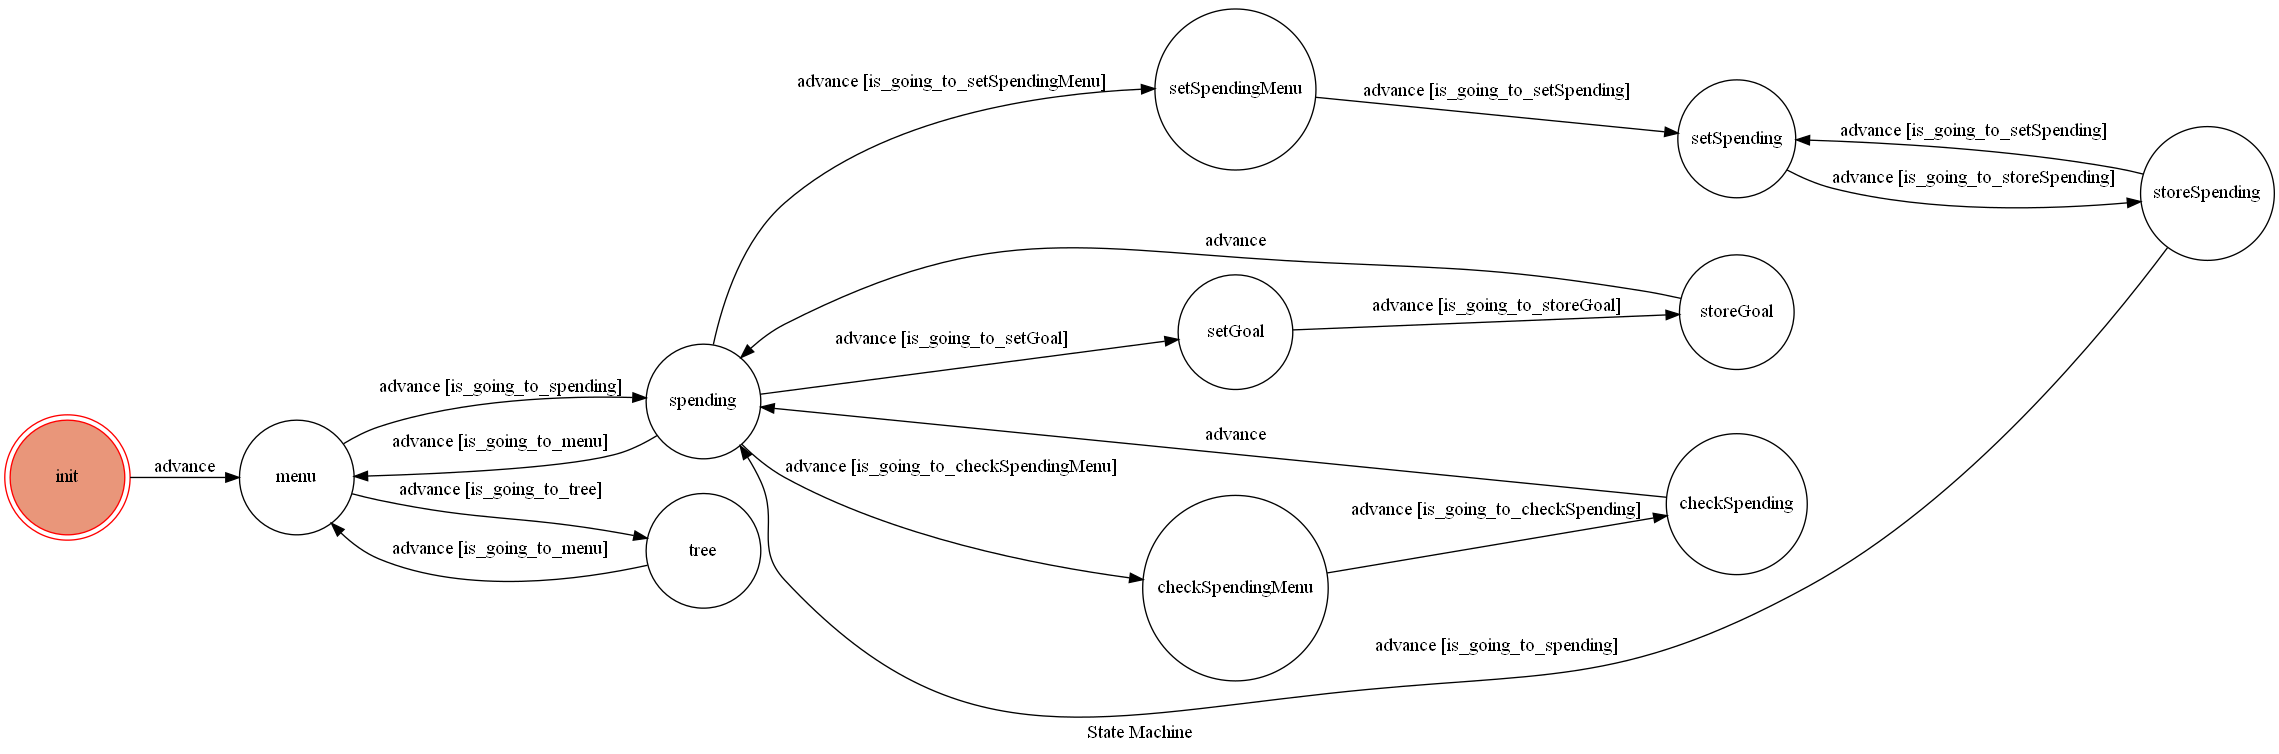 advance [is_going_to_setSpendingMenu]
setSpendingMenu
advance [is_going_to_setSpending]
setSpending
advance [is_going_to_setSpending]
advance [is_going_to_storeSpending]
storeSpending
advance
setGoal
advance [is_going_to_storeGoal]
storeGoal
advance [is_going_to_setGoal]
advance [is_going_to_spending]
spending
advance [is_going_to_menu]
advance
init
advance
menu
advance [is_going_to_checkSpendingMenu]
advance [is_going_to_tree]
advance [is_going_to_checkSpending]
checkSpending
advance [is_going_to_menu]
tree
checkSpendingMenu
advance [is_going_to_spending]
State Machine